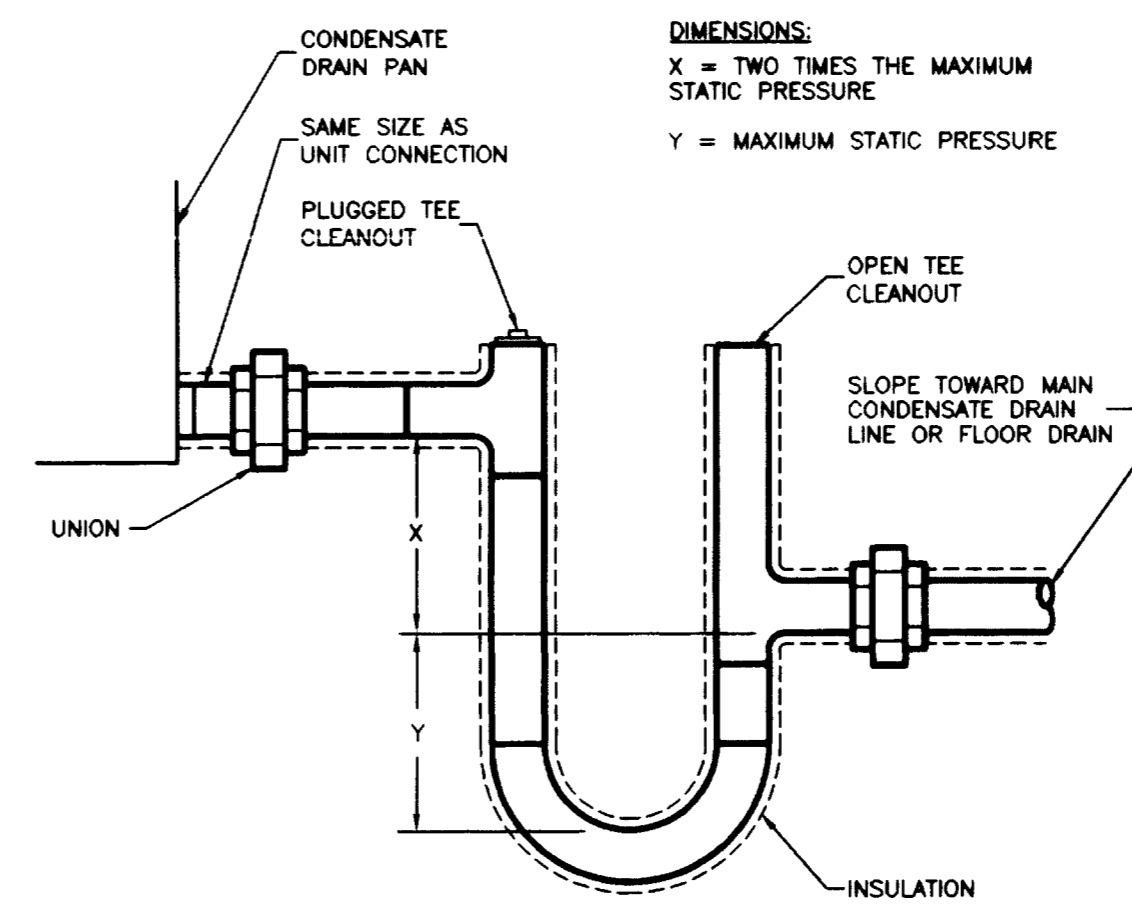 CONDENSATE
DRAIN PAN
DIMENSIONS:
X = TWO TIMES THE MAXIMUM
STATIC PRESSURE
Y = MAXIMUM STATIC PRESSURE
SAME SIZE AS
UNIT CONNECTION
PLUGGED TEE
CLEANOUT
OPEN TEE
CLEANOUT
SLOPE TOWARD MAIN
CONDENSATE DRAIN
LINE OR FLOOR DRAIN
UNION
X
Y
INSULATION